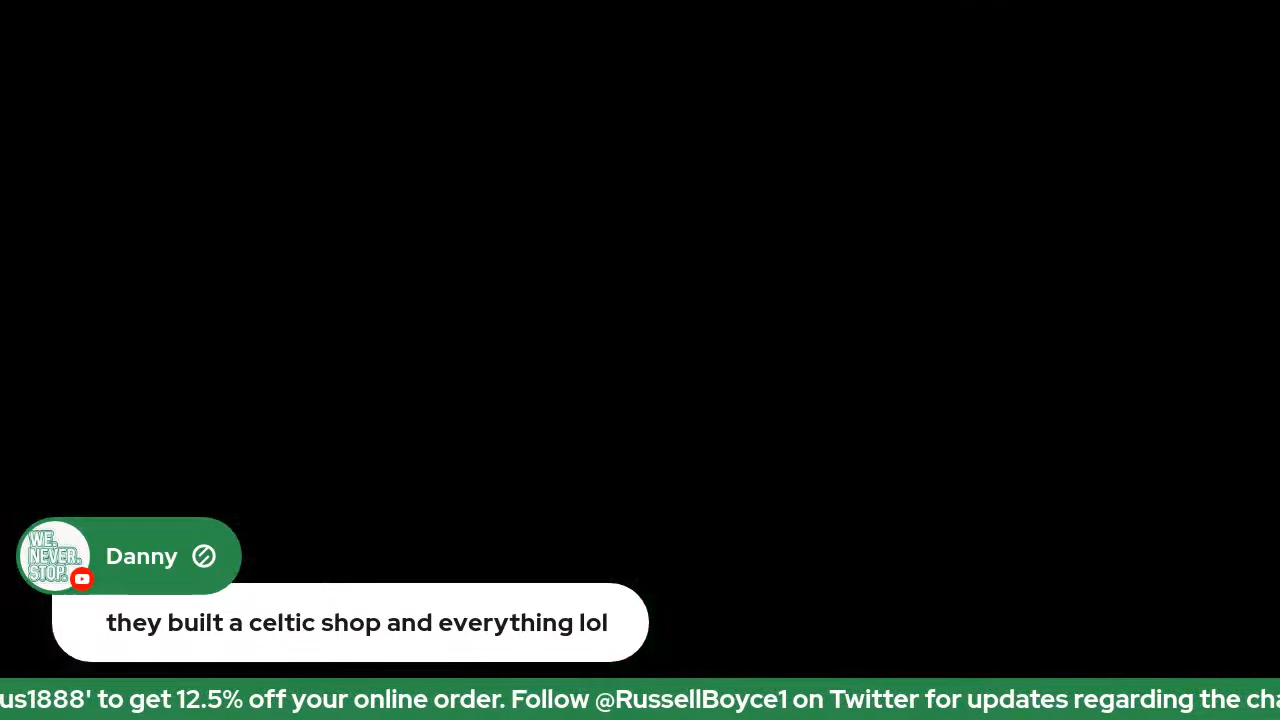 WE.
NEVER.
STOP.
Danny
they built a celtic shop and everything lol
us1888' to get 12.5% off your online order. Follow @RussellBoyce1 on Twitter for updates regarding the cha